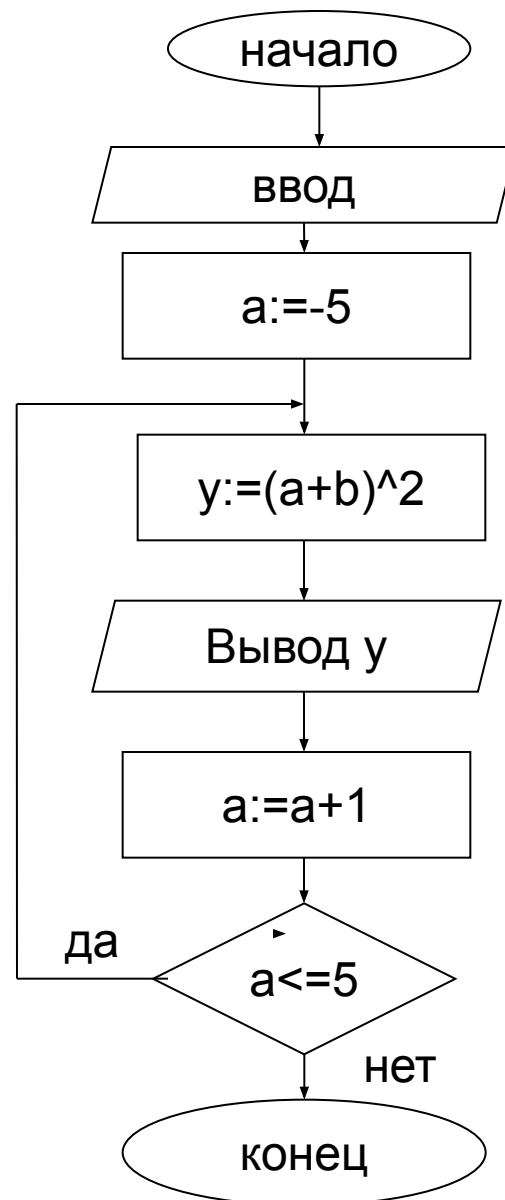 начало
ввод
a:=-5
y:=(a+b)^2
Вывод y
a:=a+1
да
a<=5
нет
конец